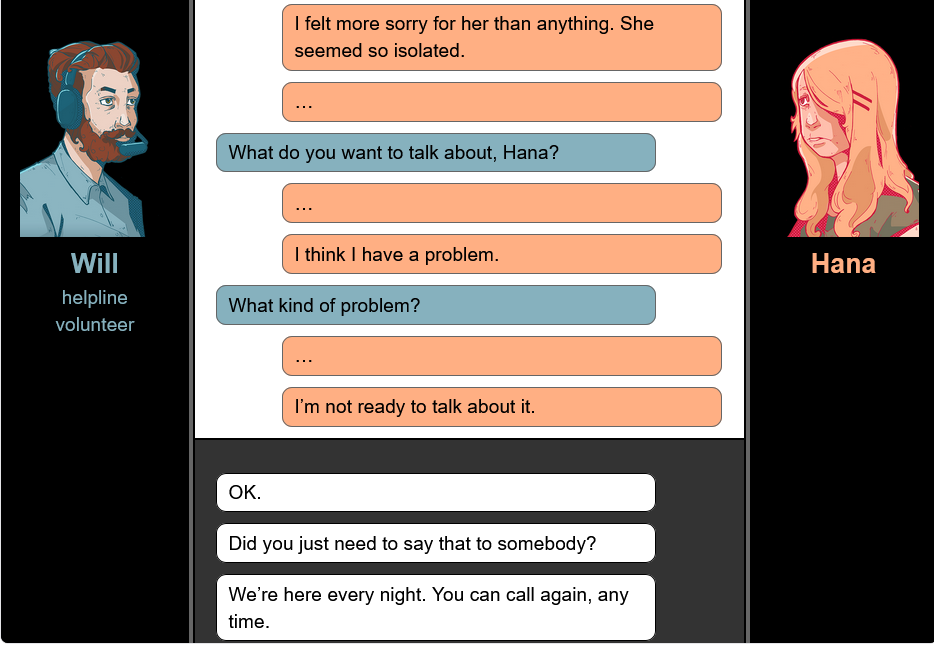 I felt more sorry for her than anything. She
seemed so isolated.
…
What do you want to talk about, Hana?
…
I think I have a problem.
What kind of problem?
…
I’m not ready to talk about it.
Will
helpline
volunteer
Hana
OK.
Did you just need to say that to somebody?
We’re here every night. You can call again, any
time.